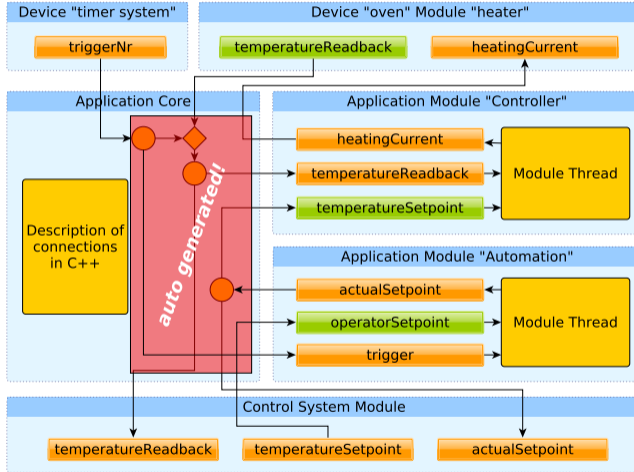 Device "timer system"
triggerNr
Device "oven" Module "heater"
temperatureReadback
heatingCurrent
Application Core
Description of
connections
in C++
auto generated!
Application Module "Controller"
heatingCurrent
temperatureReadback
temperatureSetpoint
Module Thread
Application Module "Automation"
actualSetpoint
operatorSetpoint
trigger
Module Thread
Control System Module
temperatureReadback
temperatureSetpoint
actualSetpoint